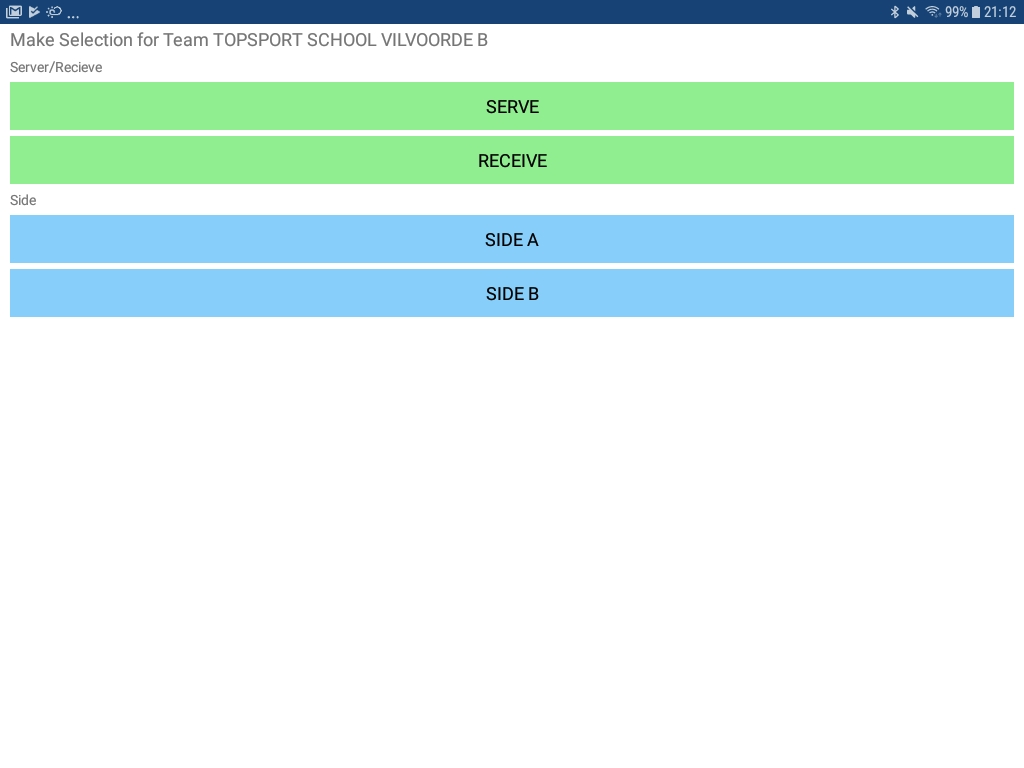 ... 99% 21:12
Make Selection for Team TOPSPORT SCHOOL VILVOORDE B
Server/Recieve
SERVE
RECEIVE
Side
SIDE A
SIDE B